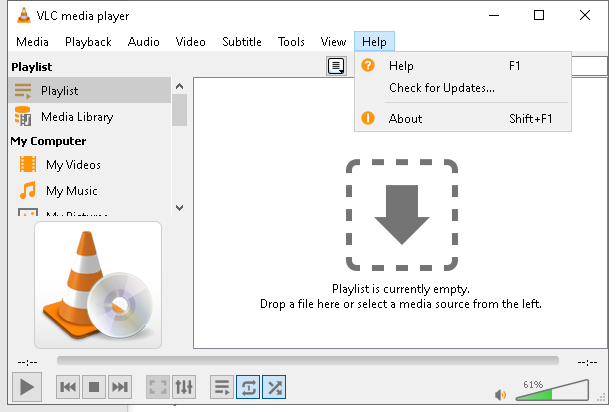 VLC media player
Media Playback Audio Video Subtitle Tools View Help
Playlist
Playlist
Media Library
My Computer
My Videos
My Music
My Pictures
Help F1
Check for Updates...
About Shift+F1
Playlist is currently empty.
Drop a file here or select a media source from the left.
--:-- --:--
61%